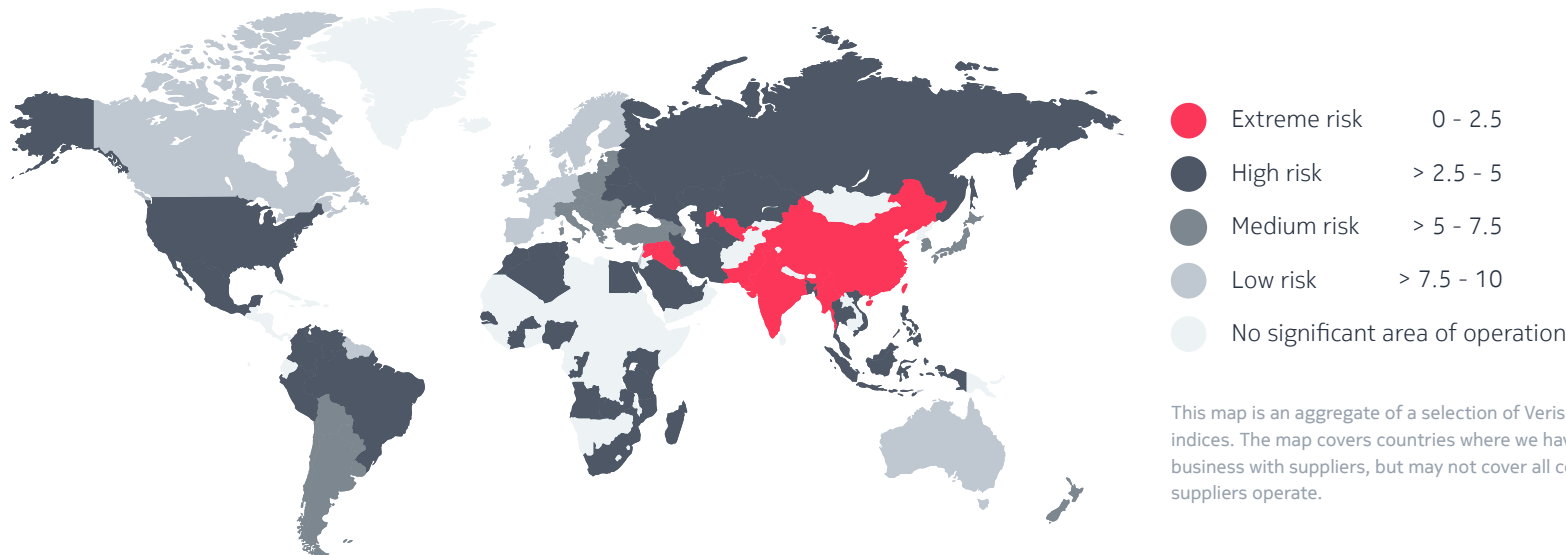 Extreme risk 0 - 2.5
High risk > 2.5 - 5
Medium risk > 5 - 7.5
Low risk > 7.5 - 10
No significant area of operation
This map is an aggregate of a selection of Veris
indices. The map covers countries where we
business with suppliers, but may not cover all
suppliers operate.